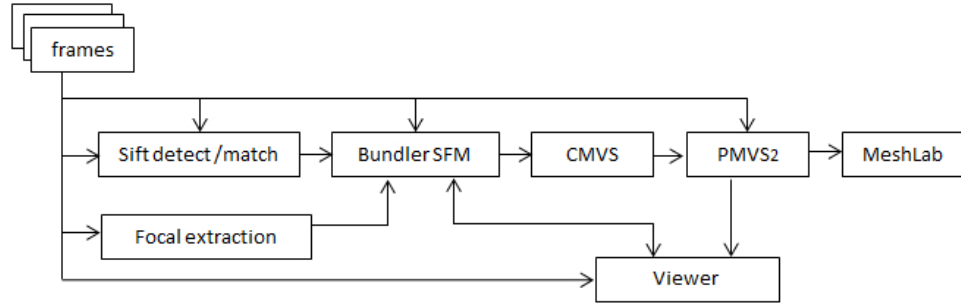 frames
Sift detect/match
Bundler SFM
CMVS
PMVS2
MeshLab
Focal extraction
Viewer